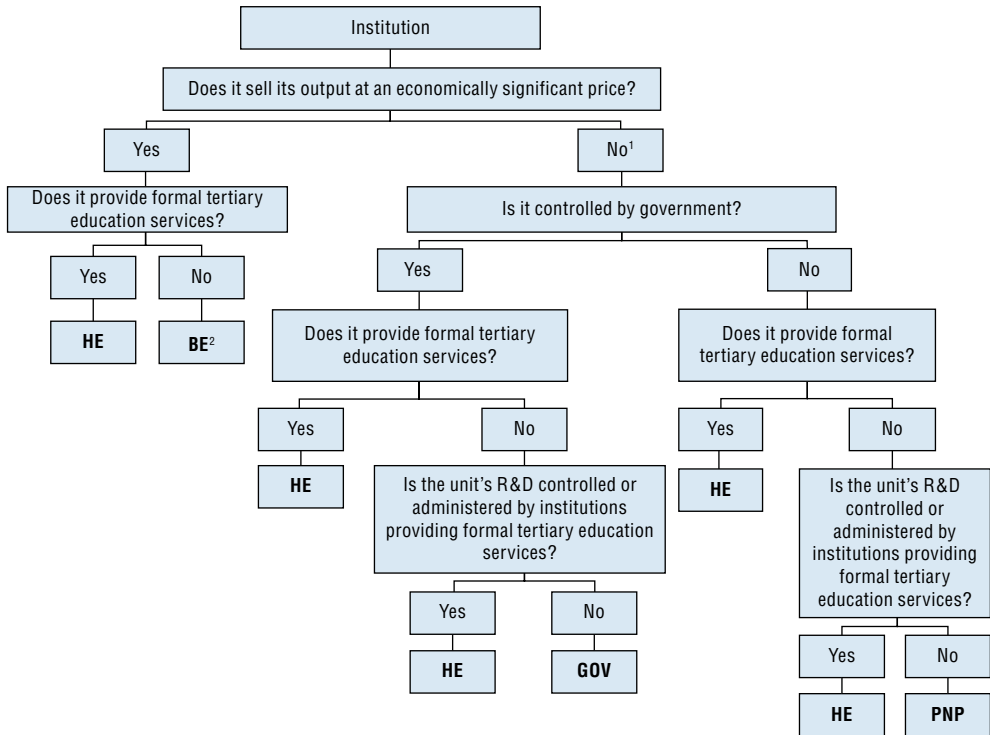 Institution
Does it sell its output at an economically significant price?
Yes
No¹
Does it provide formal tertiary
education services?
Is it controlled by government?
Yes
No
Yes
No
HE
BE²
Does it provide formal tertiary
education services?
Does it provide formal
tertiary education services?
Yes
No
Yes
No
HE
Is the unit's R&D controlled or
administered by institutions
providing formal tertiary education
services?
HE
Is the unit's R&D
controlled or
administered by
institutions providing
formal tertiary
education services?
Yes
No
HE
GOV
Yes
No
HE
PNP